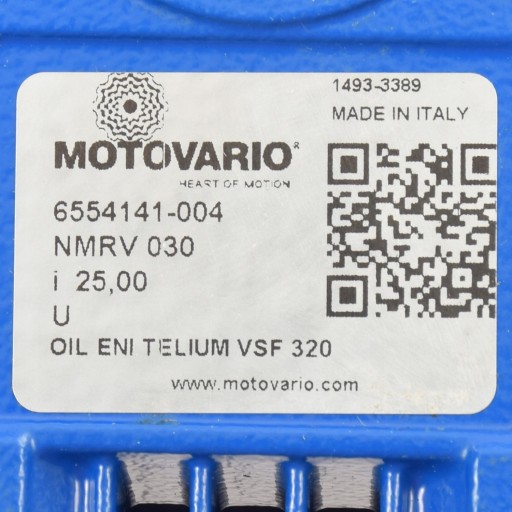 1493-3389
MADE IN ITALY
MOTOVARIO®
HEART OF MOTION
6554141-004
NMRV 030
i 25,00
U
OIL ENI TELIUM VSF 320
www.motovario.com